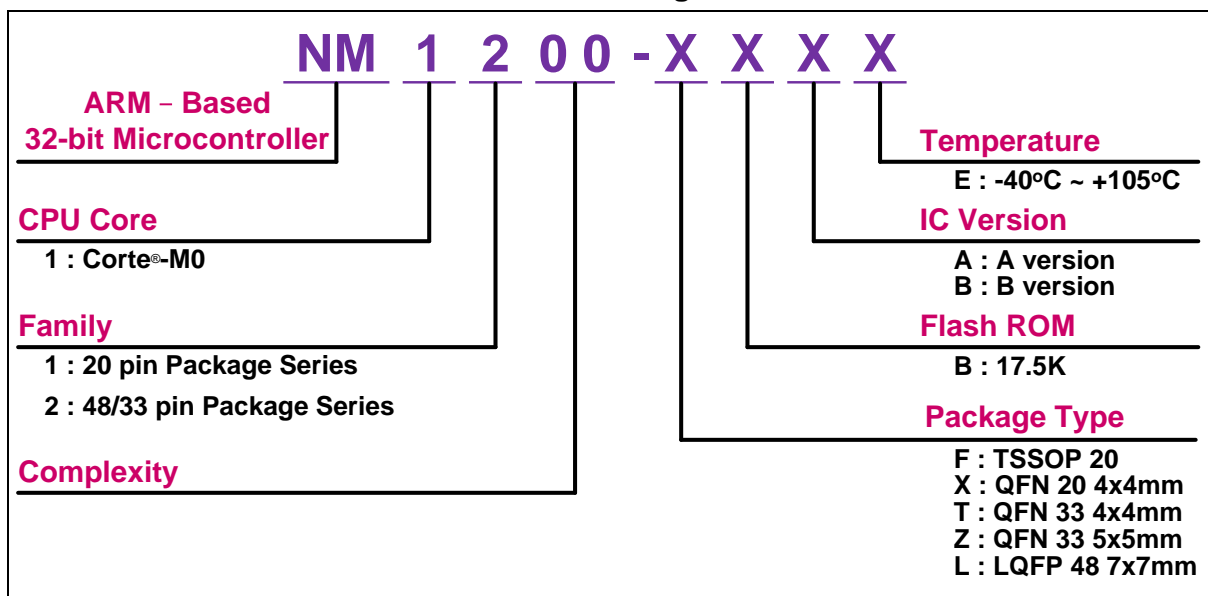 NM 1 2 0 0 - X X X X
ARM – Based
32-bit Microcontroller
CPU Core
1 : Corte®-M0
Family
1 : 20 pin Package Series
2 : 48/33 pin Package Series
Complexity
Temperature
E : -40°C ~ +105°C
IC Version
A : A version
B : B version
Flash ROM
B : 17.5K
Package Type
F : TSSOP 20
X : QFN 20 4x4mm
T : QFN 33 4x4mm
Z : QFN 33 5x5mm
L : LQFP 48 7x7mm